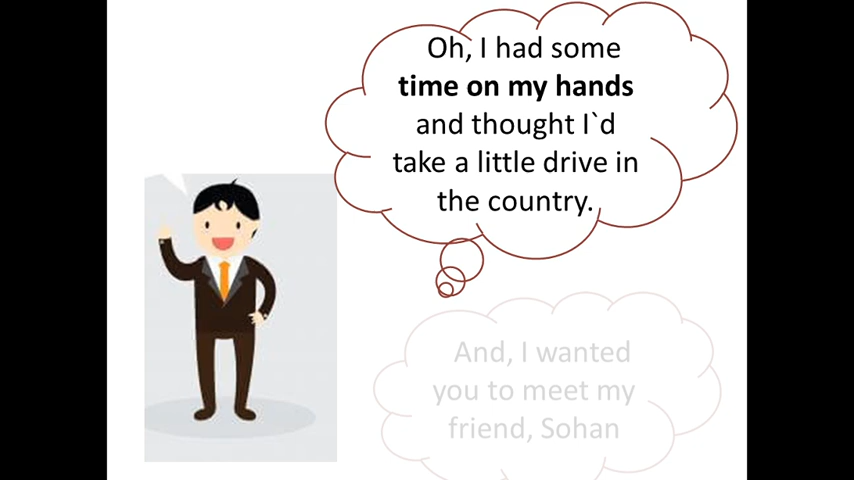 Oh, I had some
time on my hands
and thought I`d
take a little drive in
the country.
And, I wanted
you to meet my
friend, Sohan